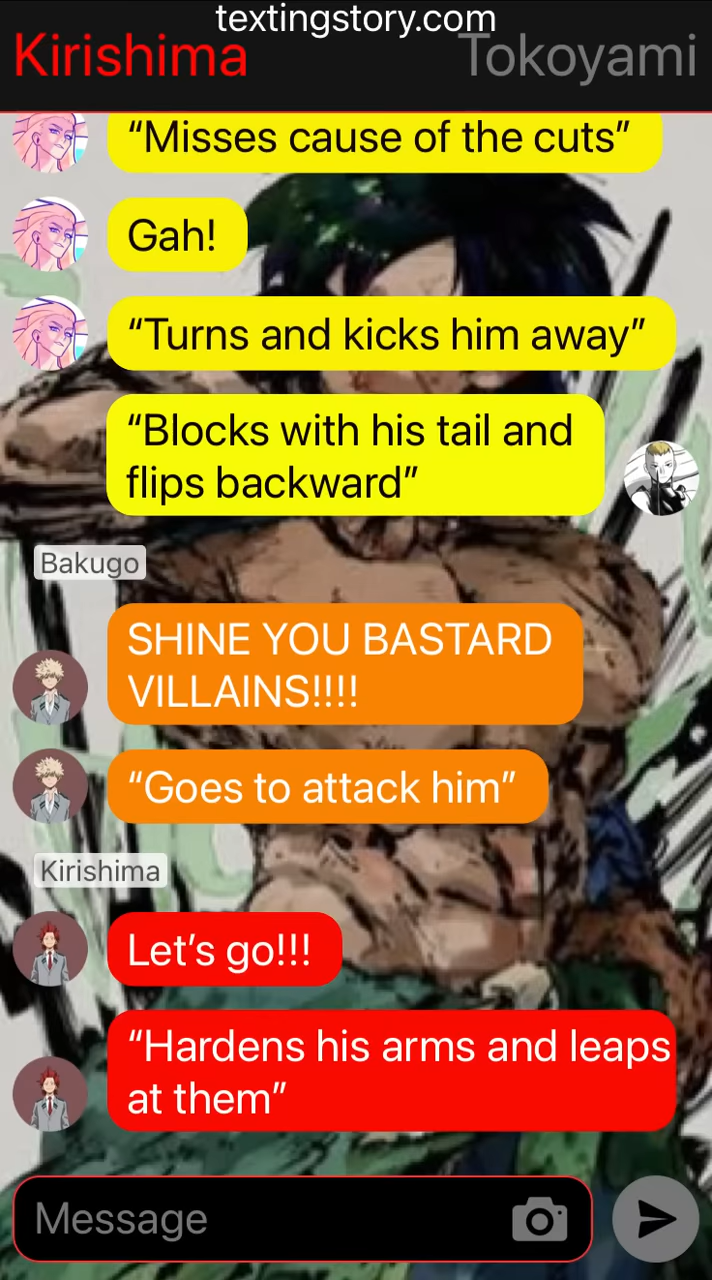 textingstory.com
Kirishima
Tokoyami
“Misses cause of the cuts”
Gah!
“Turns and kicks him away”
“Blocks with his tail and
flips backward”
Bakugo
SHINE YOU BASTARD
VILLAINS!!!!
“Goes to attack him”
Kirishima
Let’s go!!!
“Hardens his arms and leaps
at them”
Message